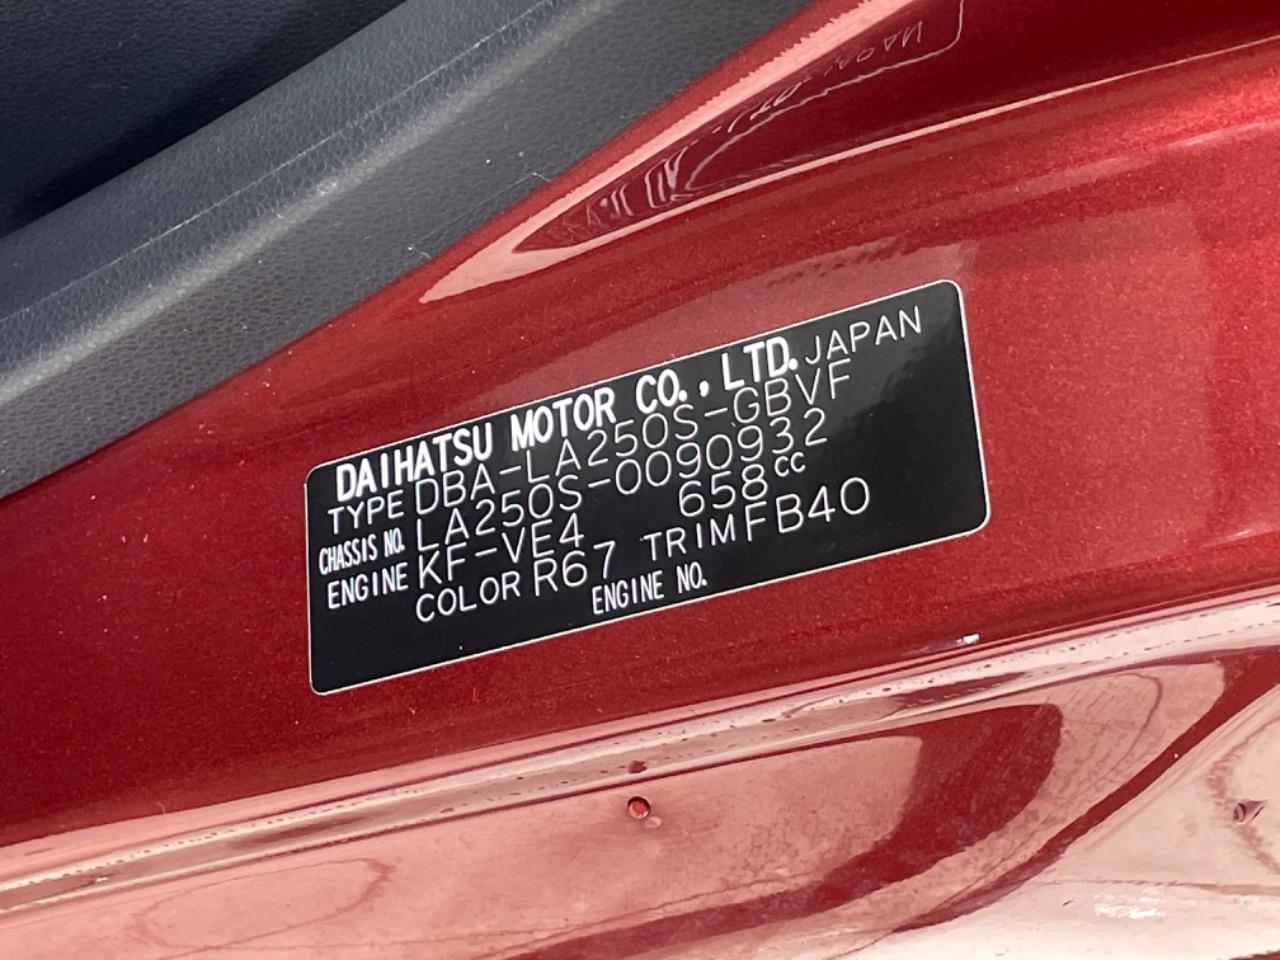 DAIHATSU MOTOR CO., LTD. JAPAN
TYPE DBA-LA250S-GBVF
CHASSIS NO. LA250S-0090932
ENGINE KF-VE4 658cc
COLOR R67 TRIM FB40
ENGINE NO.